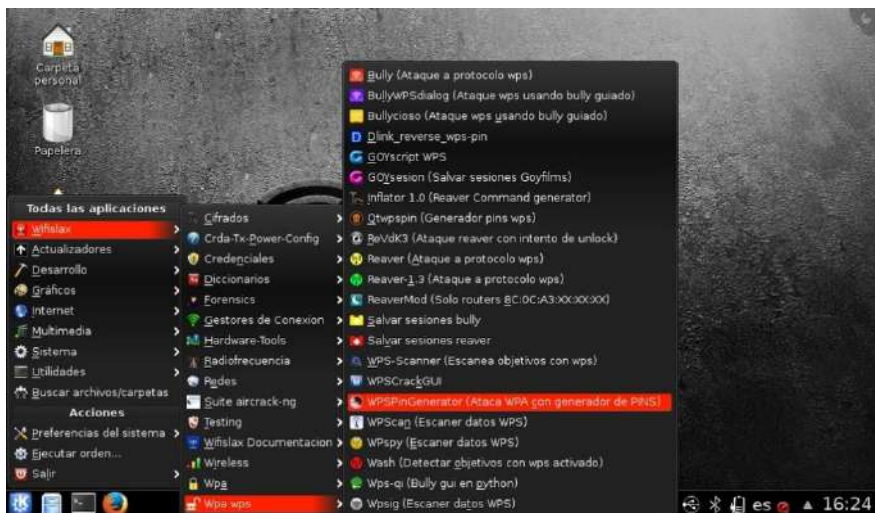 Carpeta
personal
Papelera
Todas las aplicaciones
Wifislax
Actualizadores
Desarrollo
Gráficos
Internet
Multimedia
Sistema
Utilidades
Buscar archivos/carpetas
Acciones
Preferencias del sistema
Ejecutar orden...
Salir
Cifrados
Crda-Tx-Power-Config
Credenciales
Diccionarios
Forensics
Gestores de Conexion
Hardware-Tools
Radiofrecuencia
Redes
Suite aircrack-ng
Testing
Wifislax Documentacion
Wireless
Wpa
Wpa wps
Bully (Ataque a protocolo wps)
BullyWPSdialog (Ataque wps usando bully guiado)
Bullycioso (Ataque wps usando bully guiado)
Dlink_reverse_wps-pin
GOYscript WPS
GOYsesion (Salvar sesiones Goyfilms)
Inflator 1.0 (Reaver Command generator)
Qtwpspin (Generador pins wps)
ReVdK3 (Ataque reaver con intento de unlock)
Reaver (Ataque a protocolo wps)
Reaver-1.3 (Ataque a protocolo wps)
ReaverMod (Solo routers 8C:0C:A3:XX:XX:XX)
Salvar sesiones bully
Salvar sesiones reaver
WPS-Scanner (Escanea objetivos con wps)
WPSCrackGUI
WPSPinGenerator (Ataca WPA con generador de PINS)
WPScan (Escaner datos WPS)
WPspy (Escaner datos WPS)
Wash (Detectar objetivos con wps activado)
Wps-qi (Bully gui en python)
Wpsig (Escaner datos WPS)
es
16:24